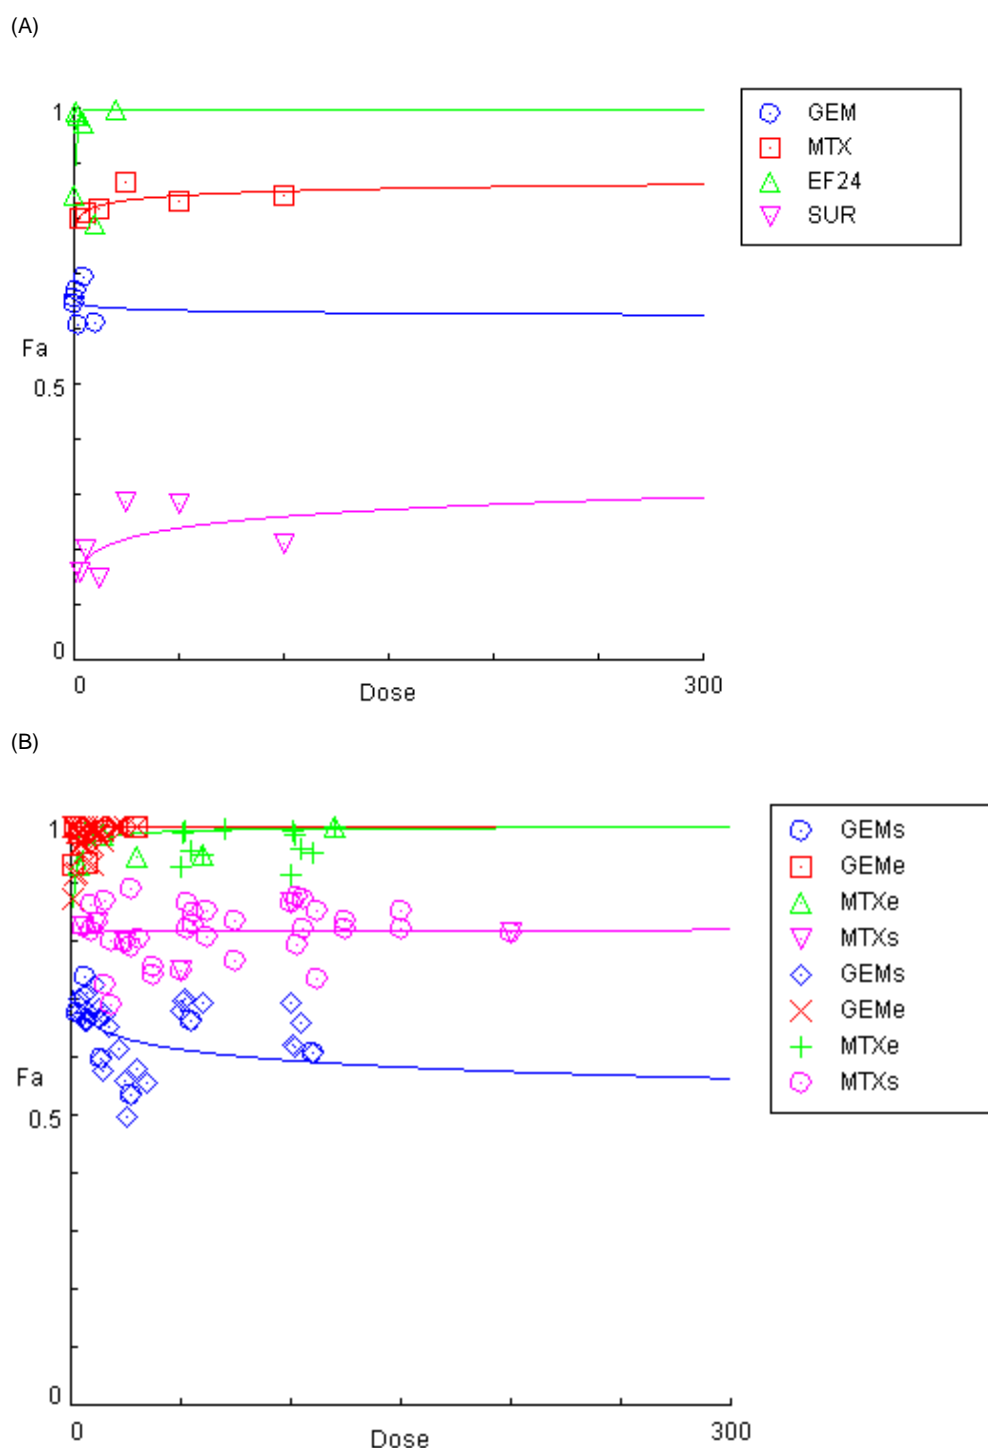 (A)
1
Fa
0.5
0
0
300
Dose
GEM
MTX
EF24
SUR
(B)
1
Fa
0.5
0
0
300
Dose
GEMs
GEMe
MTXe
MTXs
GEMs
GEMe
MTXe
MTXs